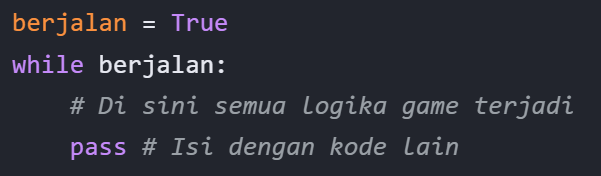 berjalan = True
while berjalan:
    # Di sini semua logika game terjadi
    pass # Isi dengan kode lain